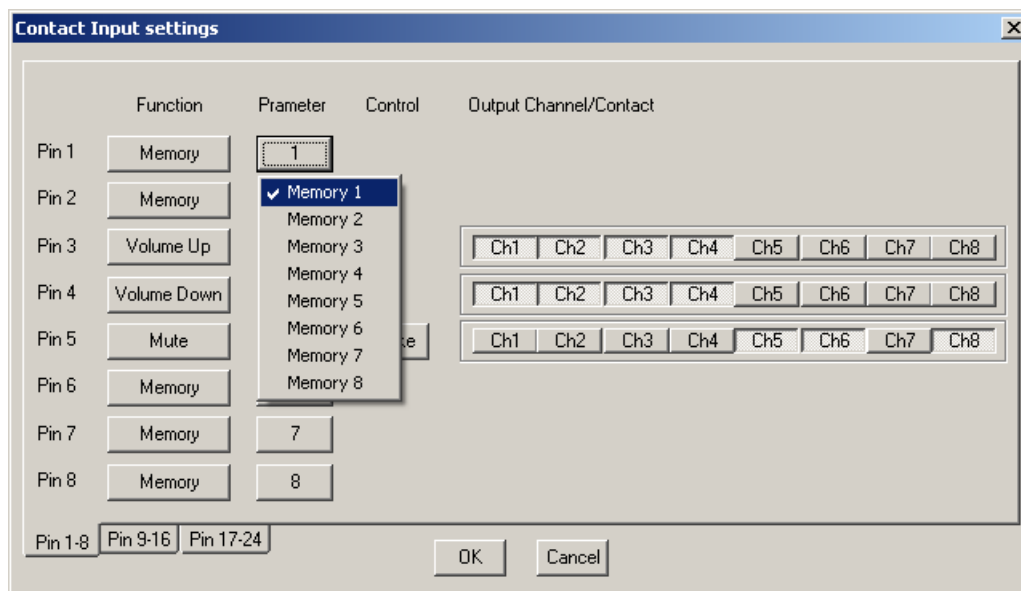 Contact Input settings
Function Prameter Control Output Channel/Contact
Pin 1 Memory 1
Pin 2 Memory
Memory 1
Memory 2
Memory 3
Memory 4
Memory 5
Memory 6
Memory 7
Memory 8
Pin 3 Volume Up Ch1 Ch2 Ch3 Ch4 Ch5 Ch6 Ch7 Ch8
Pin 4 Volume Down Ch1 Ch2 Ch3 Ch4 Ch5 Ch6 Ch7 Ch8
Pin 5 Mute Ch1 Ch2 Ch3 Ch4 Ch5 Ch6 Ch7 Ch8
Pin 6 Memory
Pin 7 Memory 7
Pin 8 Memory 8
Pin 1-8 Pin 9-16 Pin 17-24
OK Cancel